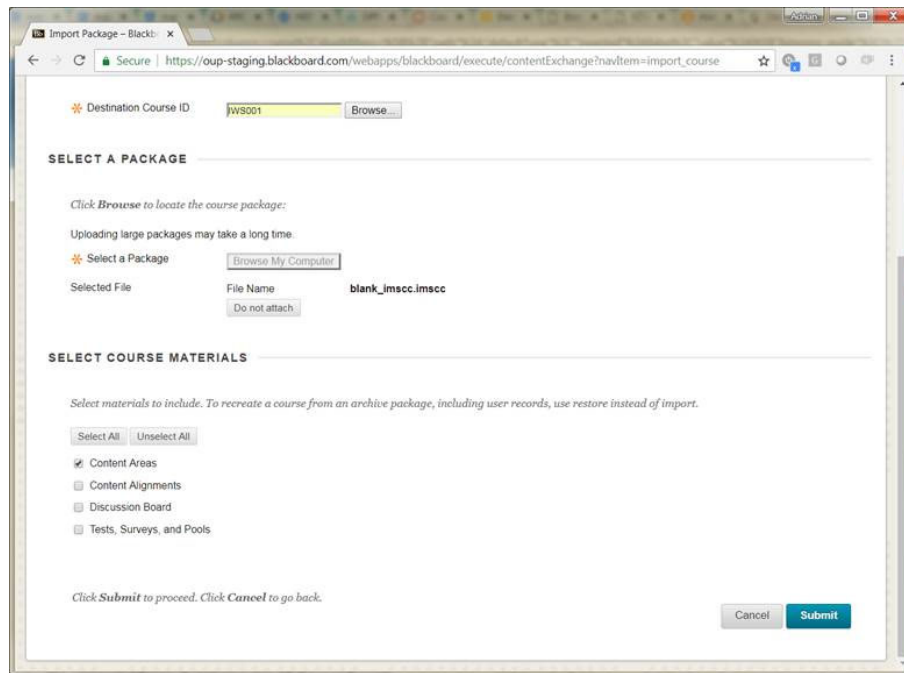 Adrian
Import Package – Blackb
Secure | https://oup-staging.blackboard.com/webapps/blackboard/execute/contentExchange?navItem=import_course
Destination Course ID IWS001 Browse...
SELECT A PACKAGE
Click Browse to locate the course package:
Uploading large packages may take a long time.
Select a Package Browse My Computer
Selected File File Name blank_imscc.imscc
Do not attach
SELECT COURSE MATERIALS
Select materials to include. To recreate a course from an archive package, including user records, use restore instead of import.
Select All Unselect All
Content Areas
Content Alignments
Discussion Board
Tests, Surveys, and Pools
Click Submit to proceed. Click Cancel to go back.
Cancel Submit